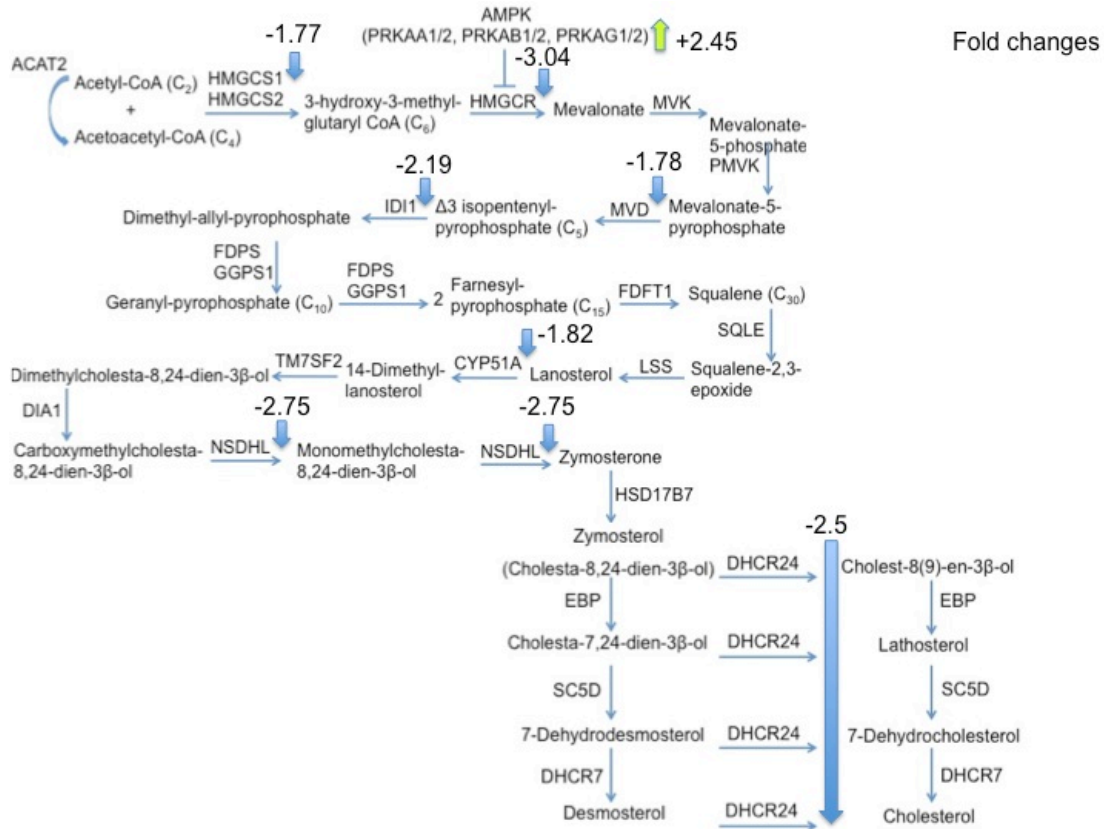 AMPK
(PRKAA1/2, PRKAB1/2, PRKAG1/2)
+2.45
Fold changes
-1.77
-3.04
ACAT2
Acetyl-CoA (C2)
+
Acetoacetyl-CoA (C4)
HMGCS1
HMGCS2
3-hydroxy-3-methyl-
glutaryl CoA (C6)
HMGCR
Mevalonate
MVK
Mevalonate-
5-phosphate
PMVK
-2.19
-1.78
Dimethyl-allyl-pyrophosphate
IDI1
Δ3 isopentenyl-
pyrophosphate (C5)
MVD
Mevalonate-5-
pyrophosphate
FDPS
GGPS1
Geranyl-pyrophosphate (C10)
FDPS
GGPS1
2
Farnesyl-
pyrophosphate (C15)
FDFT1
Squalene (C30)
SQLE
-1.82
Dimethylcholesta-8,24-dien-3β-ol
TM7SF2
14-Dimethyl-
lanosterol
CYP51A
Lanosterol
LSS
Squalene-2,3-
epoxide
DIA1
-2.75
-2.75
Carboxymethylcholesta-
8,24-dien-3β-ol
NSDHL
Monomethylcholesta-
8,24-dien-3β-ol
NSDHL
Zymosterone
HSD17B7
Zymosterol
-2.5
(Cholesta-8,24-dien-3β-ol)
DHCR24
Cholest-8(9)-en-3β-ol
EBP
EBP
Cholesta-7,24-dien-3β-ol
DHCR24
Lathosterol
SC5D
SC5D
7-Dehydrodesmosterol
DHCR24
7-Dehydrocholesterol
DHCR7
DHCR7
Desmosterol
DHCR24
Cholesterol